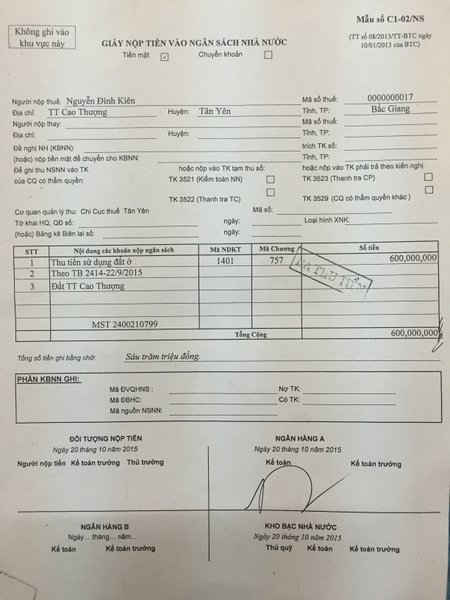 Không ghi vào
khu vực này
Mẫu số C1-02/NS
(TT số 08/2013/TT-BTC ngày
10/01/2013 của BTC)
GIẤY NỘP TIỀN VÀO NGÂN SÁCH NHÀ NƯỚC
Tiền mặt Chuyển khoản
Người nộp thuế: Nguyễn Đình Kiên Mã số thuế: 0000000017
Địa chỉ: TT Cao Thượng Huyện: Tân Yên Tỉnh, TP: Bắc Giang
Người nộp thay: Mã số thuế:
Địa chỉ: Huyện: Tỉnh, TP:
Đề nghị NH (KBNN) trích TK số:
(hoặc) nộp tiền mặt để chuyển cho KBNN: Tỉnh, TP:
Để ghi thu NSNN vào TK hoặc nộp vào TK tạm thu số: hoặc nộp vào TK phải trả theo kiến nghị
của CQ có thẩm quyền TK 3521 (Kiểm toán NN) TK 3523 (Thanh tra CP)
TK 3522 (Thanh tra TC) TK 3529 (CQ có thẩm quyền khác)
Cơ quan quản lý thu: Chi Cục thuế Tân Yên Mã số:
Tờ khai HQ, QĐ số: ngày: Loại hình XNK:
(hoặc) Bảng kê Biên lai số: ngày:
STT Nội dung các khoản nộp ngân sách Mã NDKT Mã Chương Số tiền
1 Thu tiền sử dụng đất ở 1401 757 600,000,000
2 Theo TB 2414-22/9/2015
ĐÃ THU TIỀN
3 Đất TT Cao Thượng
MST 2400210799
Tổng Cộng 600,000,000
Tổng số tiền ghi bằng chữ: Sáu trăm triệu đồng.
PHẦN KBNN GHI:
Mã ĐVQHNS : Nợ TK:
Mã ĐBHC: Có TK:
Mã nguồn NSNN:
ĐỐI TƯỢNG NỘP TIỀN
Ngày 20 tháng 10 năm 2015
Người nộp tiền Kế toán trưởng Thủ trưởng
NGÂN HÀNG A
Ngày 20 tháng 10 năm 2015
Kế toán Kế toán trưởng
NGÂN HÀNG B
Ngày... tháng... năm...
Kế toán Kế toán trưởng
KHO BẠC NHÀ NƯỚC
Ngày 20 tháng 10 năm 2015
Thủ quỹ Kế toán Kế toán trưởng